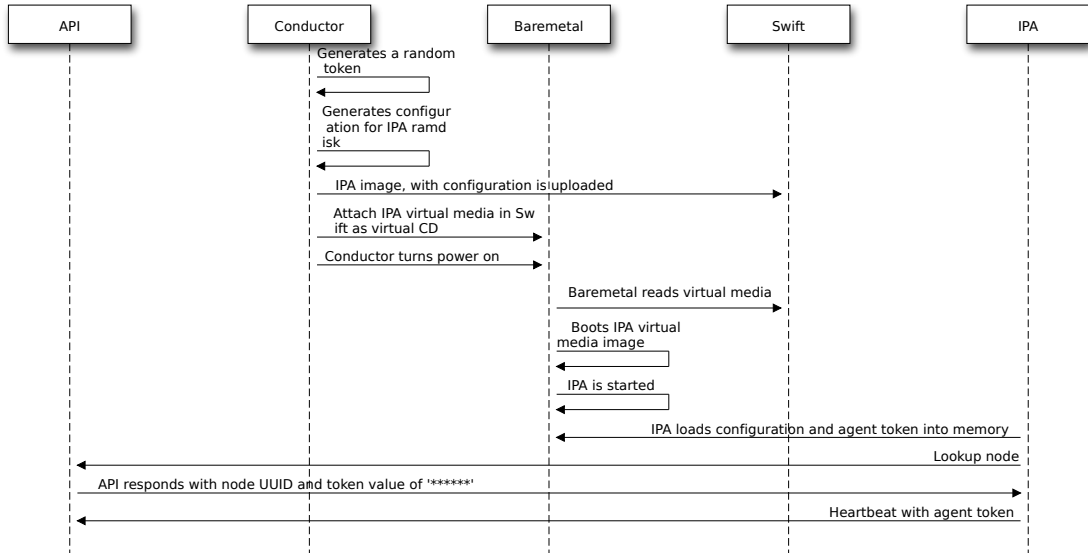 API
Conductor
Baremetal
Swift
IPA
Generates a random
token
Generates configur
ation for IPA ramd
isk
IPA image, with configuration is uploaded
Attach IPA virtual media in Sw
ift as virtual CD
Conductor turns power on
Baremetal reads virtual media
Boots IPA virtual
media image
IPA is started
IPA loads configuration and agent token into memory
Lookup node
API responds with node UUID and token value of '******'
Heartbeat with agent token